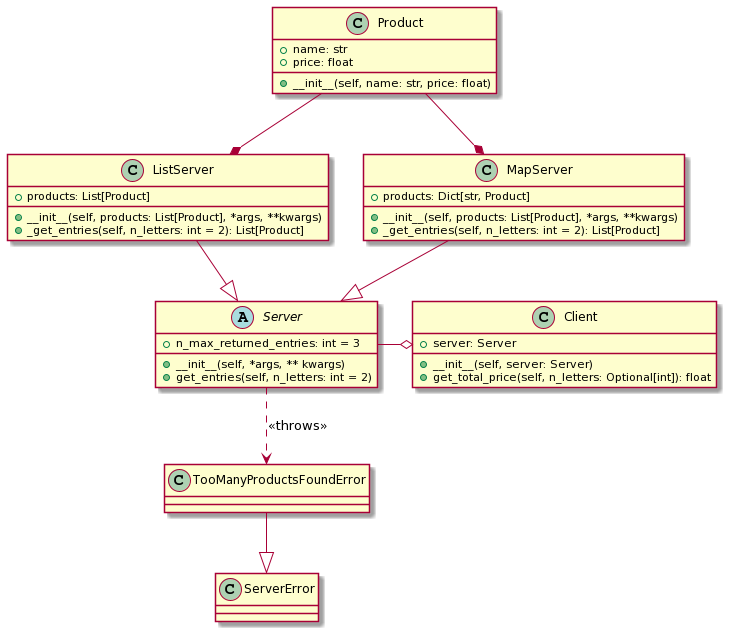 C Product
name: str
price: float
__init__(self, name: str, price: float)
C ListServer
products: List[Product]
__init__(self, products: List[Product], *args, **kwargs)
_get_entries(self, n_letters: int = 2): List[Product]
C MapServer
products: Dict[str, Product]
__init__(self, products: List[Product], *args, **kwargs)
_get_entries(self, n_letters: int = 2): List[Product]
A Server
n_max_returned_entries: int = 3
__init__(self, *args, ** kwargs)
get_entries(self, n_letters: int = 2)
C Client
server: Server
__init__(self, server: Server)
get_total_price(self, n_letters: Optional[int]): float
«throws»
C TooManyProductsFoundError
C ServerError